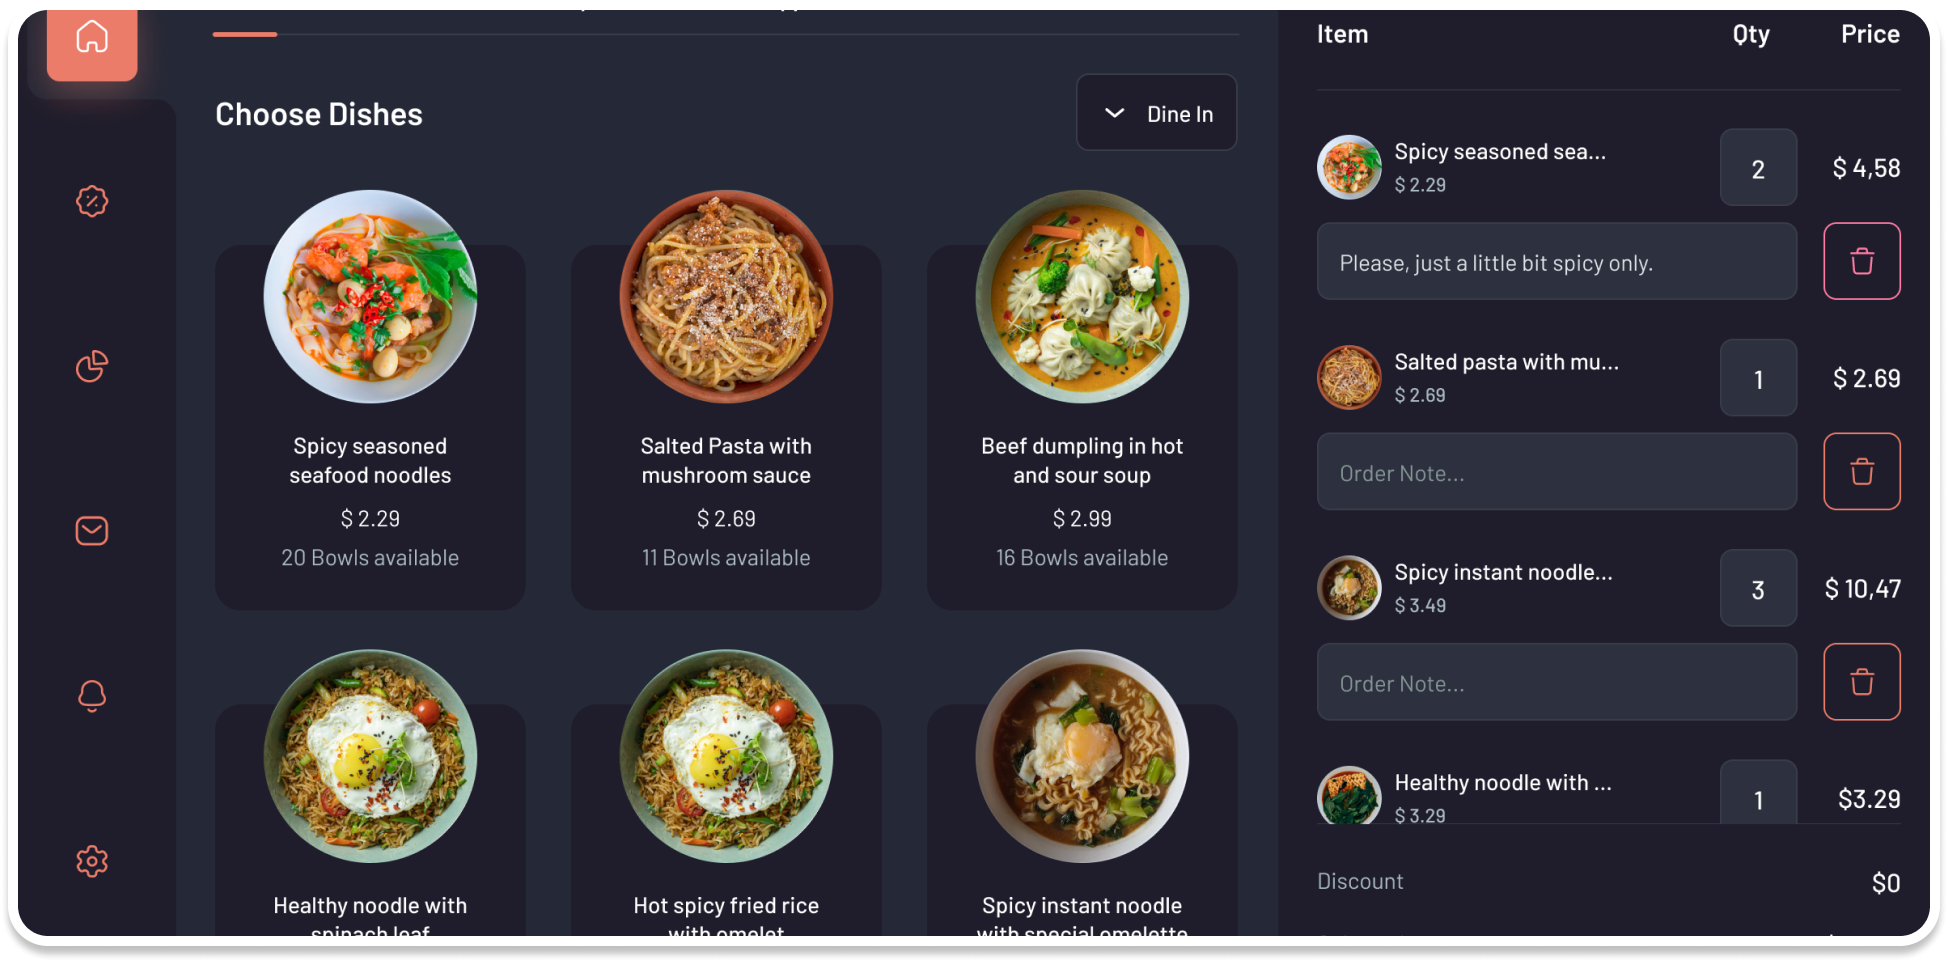 Choose Dishes
Dine In
Spicy seasoned
seafood noodles
$ 2.29
20 Bowls available
Salted Pasta with
mushroom sauce
$ 2.69
11 Bowls available
Beef dumpling in hot
and sour soup
$ 2.99
16 Bowls available
Healthy noodle with
spinach leaf
Hot spicy fried rice
with omelet
Spicy instant noodle
with special omelette
Item Qty Price
Spicy seasoned sea... 2 $ 4,58
$ 2.29
Please, just a little bit spicy only.
Salted pasta with mu... 1 $ 2.69
$ 2.69
Order Note...
Spicy instant noodle... 3 $ 10,47
$ 3.49
Order Note...
Healthy noodle with ... 1 $3.29
$ 3.29
Discount $0